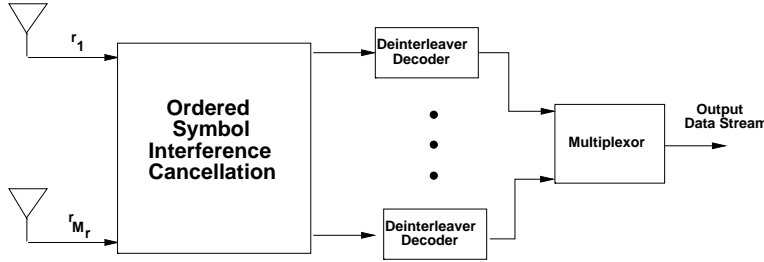 r1
Ordered
Symbol
Interference
Cancellation
rMr
Deinterleaver
Decoder
Deinterleaver
Decoder
Multiplexor
Output
Data Stream